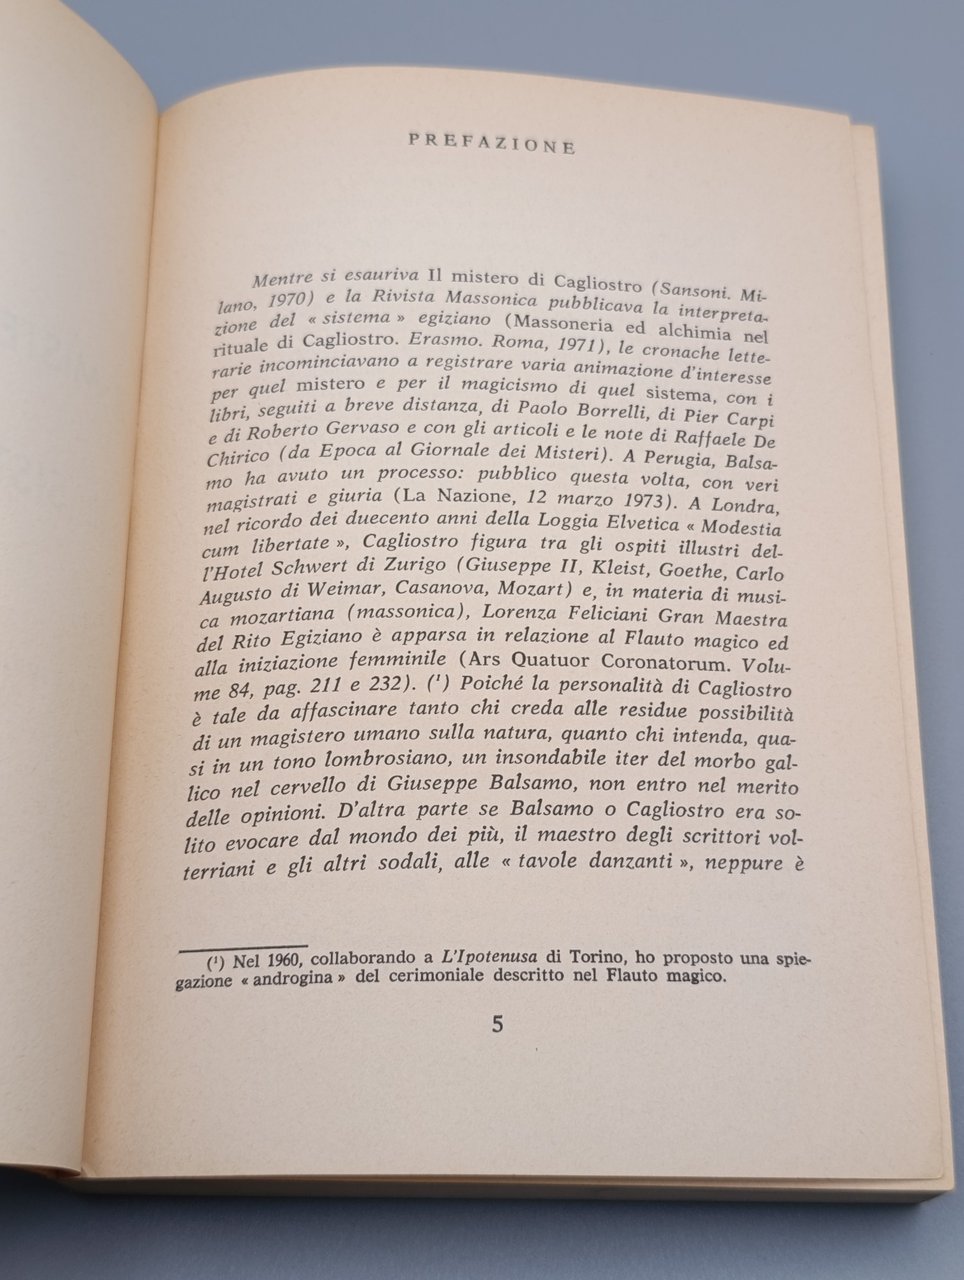 PREFAZIONE
Mentre si esauriva Il mistero di Cagliostro (Sansoni. Mi-
lano, 1970) e la Rivista Massonica pubblicava la interpreta-
zione del « sistema » egiziano (Massoneria ed alchimia nel
rituale di Cagliostro. Erasmo. Roma, 1971), le cronache lette-
rarie incominciavano a registrare varia animazione d'interesse
per quel mistero e per il magicismo di quel sistema, con i
libri, seguiti a breve distanza, di Paolo Borrelli, di Pier Carpi
e di Roberto Gervaso e con gli articoli e le note di Raffaele De
Chirico (da Epoca al Giornale dei Misteri). A Perugia, Balsa-
mo ha avuto un processo: pubblico questa volta, con veri
magistrati e giuria (La Nazione, 12 marzo 1973). A Londra,
nel ricordo dei duecento anni della Loggia Elvetica « Modestia
cum libertate », Cagliostro figura tra gli ospiti illustri del-
l'Hotel Schwert di Zurigo (Giuseppe II, Kleist, Goethe, Carlo
Augusto di Weimar, Casanova, Mozart) e, in materia di musi-
ca mozartiana (massonica), Lorenza Feliciani Gran Maestra
del Rito Egiziano è apparsa in relazione al Flauto magico ed
alla iniziazione femminile (Ars Quatuor Coronatorum. Volu-
me 84, pag. 211 e 232). (¹) Poiché la personalità di Cagliostro
è tale da affascinare tanto chi creda alle residue possibilità
di un magistero umano sulla natura, quanto chi intenda, qua-
si in un tono lombrosiano, un insondabile iter del morbo gal-
lico nel cervello di Giuseppe Balsamo, non entro nel merito
delle opinioni. D'altra parte se Balsamo o Cagliostro era so-
lito evocare dal mondo dei più, il maestro degli scrittori vol-
terriani e gli altri sodali, alle « tavole danzanti », neppure è
(¹) Nel 1960, collaborando a L'Ipotenusa di Torino, ho proposto una spie-
gazione « androgina » del cerimoniale descritto nel Flauto magico.
5